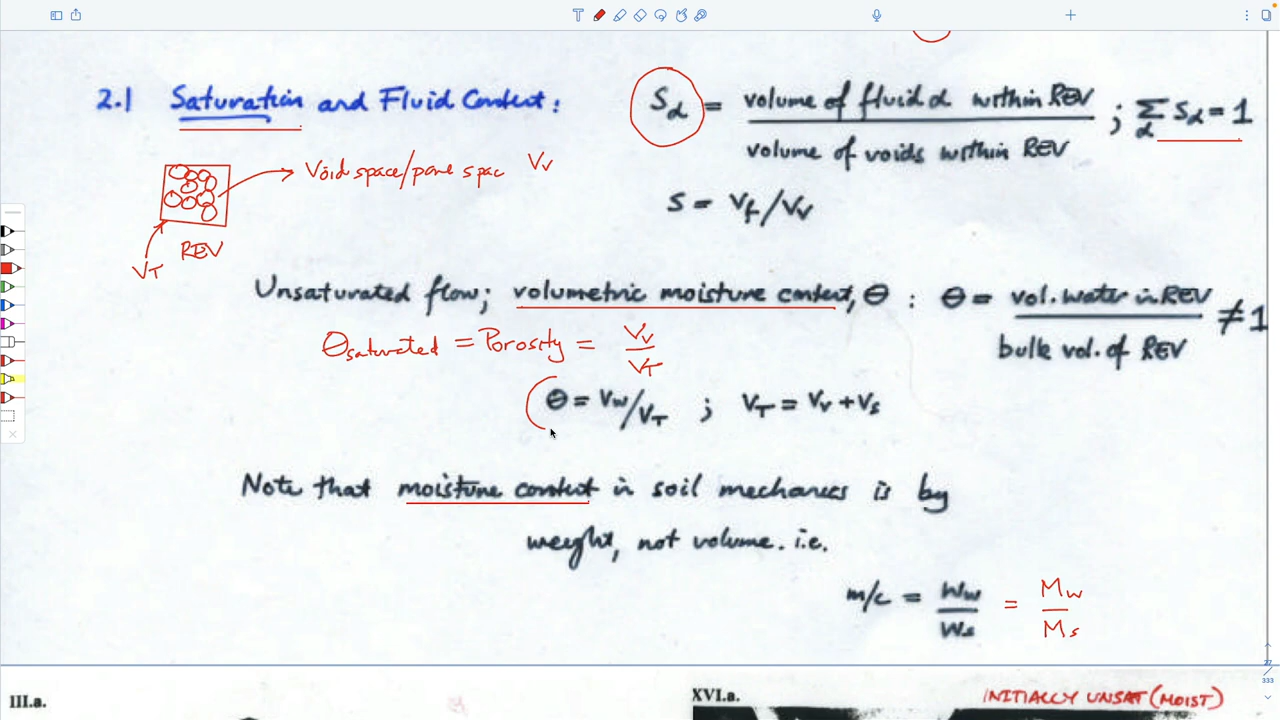 2.1 Saturation and Fluid Content:
Sα = volume of fluid α within REV / volume of voids within REV ; Σα Sα = 1
Void space/pore spac Vv
S = Vf/Vv
REV
VT
Unsaturated flow; volumetric moisture content, θ : θ = vol. water in REV / bulk vol. of REV ≠ 1
θsaturated = Porosity = Vv / VT
θ = Vw/VT ; VT = Vv + Vs
Note that moisture content in soil mechanics is by
weight, not volume. i.e.
m/c = Ww / Ws = Mw / Ms
27
333
III.a.
XVI.a.
INITIALLY UNSAT (MOIST)